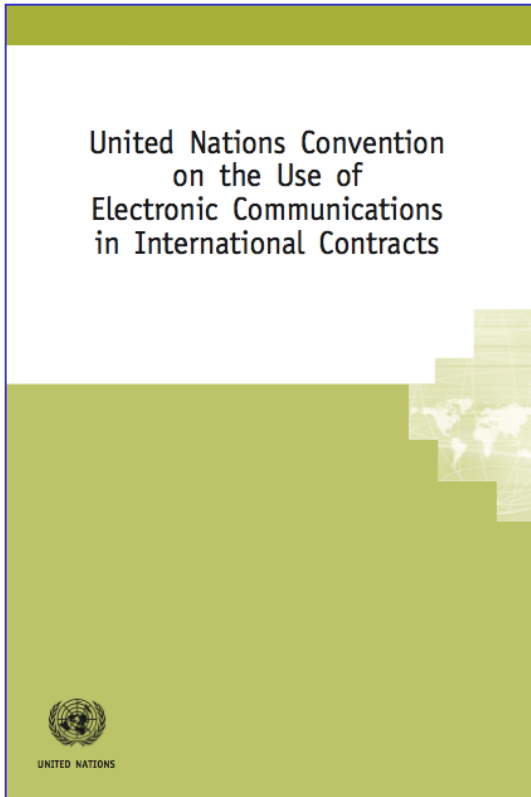 United Nations Convention
on the Use of
Electronic Communications
in International Contracts
UNITED NATIONS